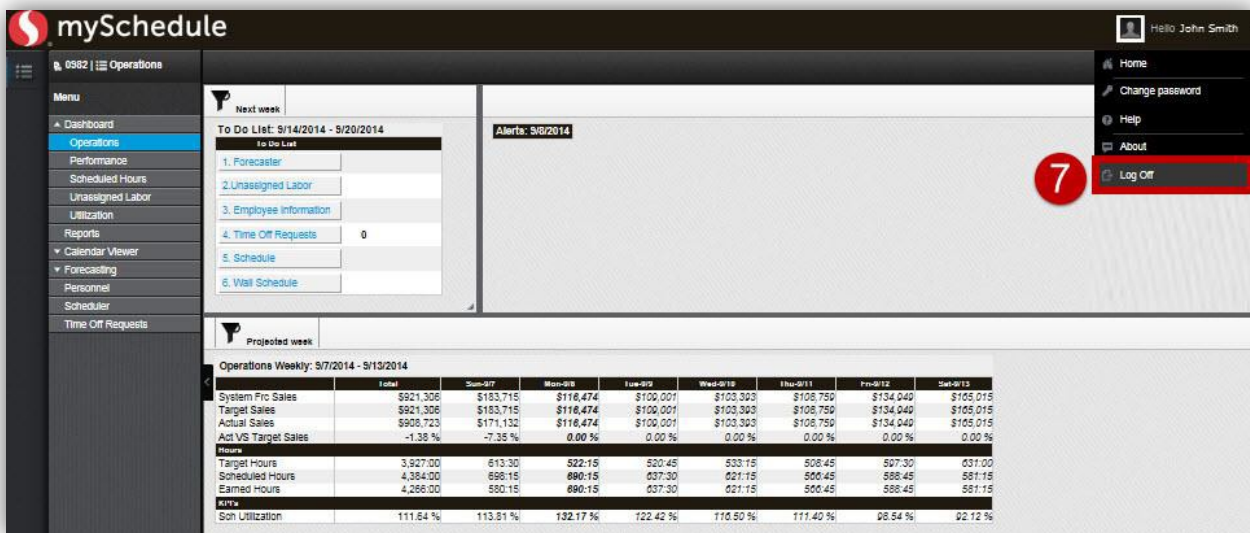 mySchedule
Hello John Smith
0982 | Operations
Home
Change password
Help
About
7 Log Off
Menu
Dashboard
Operations
Performance
Scheduled Hours
Unassigned Labor
Utilization
Reports
Calendar Viewer
Forecasting
Personnel
Scheduler
Time Off Requests
Next week
To Do List: 9/14/2014 - 9/20/2014
To Do List
1. Forecaster
2.Unassigned Labor
3. Employee Information
4. Time Off Requests 0
5. Schedule
6. Wall Schedule
Alerts: 9/8/2014
Projected week
Operations Weekly: 9/7/2014 - 9/13/2014
Total Sun-9/7 Mon-9/8 Tue-9/9 Wed-9/10 Thu-9/11 Fri-9/12 Sat-9/13
System Frc Sales $921,306 $183,715 $116,474 $109,001 $103,393 $108,759 $134,949 $165,015
Target Sales $921,306 $183,715 $116,474 $109,001 $103,393 $108,759 $134,949 $165,015
Actual Sales $908,723 $171,132 $116,474 $109,001 $103,393 $108,759 $134,949 $165,015
Act VS Target Sales -1.38 % -7.35 % 0.00 % 0.00 % 0.00 % 0.00 % 0.00 % 0.00 %
Hours
Target Hours 3,927:00 613:30 522:15 520:45 533:15 508:45 597:30 631:00
Scheduled Hours 4,384:00 698:15 690:15 637:30 621:15 566:45 588:45 581:15
Earned Hours 4,266:00 580:15 690:15 637:30 621:15 566:45 588:45 581:15
KPI's
Sch Utilization 111.64 % 113.81 % 132.17 % 122.42 % 116.50 % 111.40 % 98.54 % 92.12 %